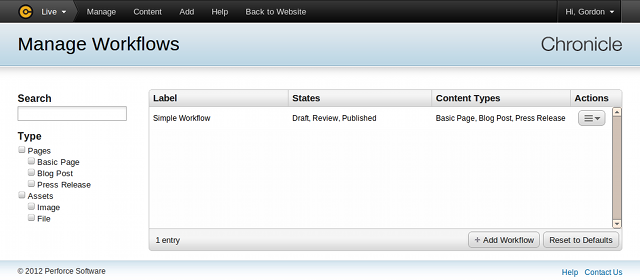 Live Manage Content Add Help Back to Website Hi, Gordon
Manage Workflows
Chronicle
Search
Type
Pages
Basic Page
Blog Post
Press Release
Assets
Image
File
Label States Content Types Actions
Simple Workflow Draft, Review, Published Basic Page, Blog Post, Press Release
1 entry + Add Workflow Reset to Defaults
© 2012 Perforce Software Help Contact Us